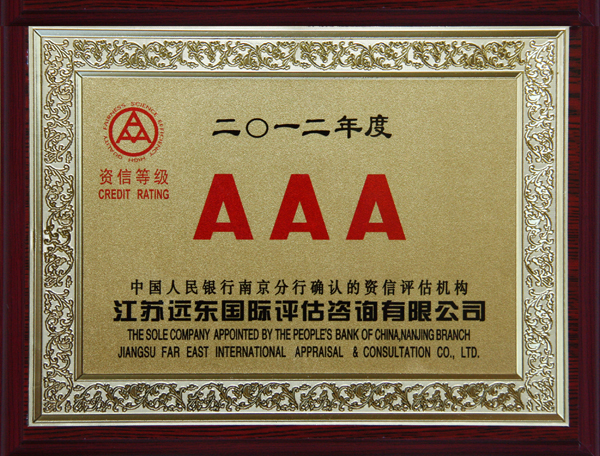 二〇一二年度
资信等级
CREDIT RATING
AAA
中国人民银行南京分行确认的资信评估机构
江苏远东国际评估咨询有限公司
THE SOLE COMPANY APPOINTED BY THE PEOPLE'S BANK OF CHINA,NANJING BRANCH
JIANGSU FAR EAST INTERNATIONAL APPRAISAL & CONSULTATION CO., LTD.